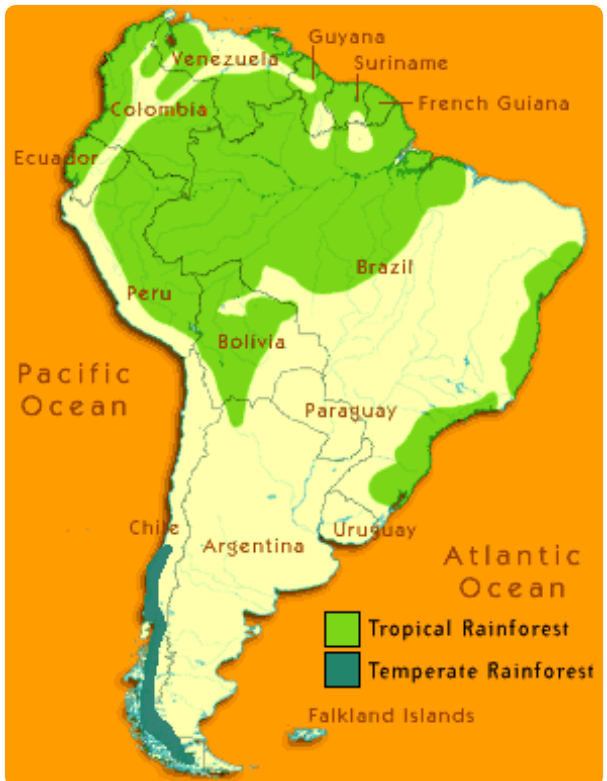 Guyana
Suriname
Venezuela
French Guiana
Colombia
Ecuador
Brazil
Peru
Bolivia
Pacific
Ocean
Paraguay
Chile
Uruguay
Argentina
Atlantic
Ocean
Tropical Rainforest
Temperate Rainforest
Falkland Islands